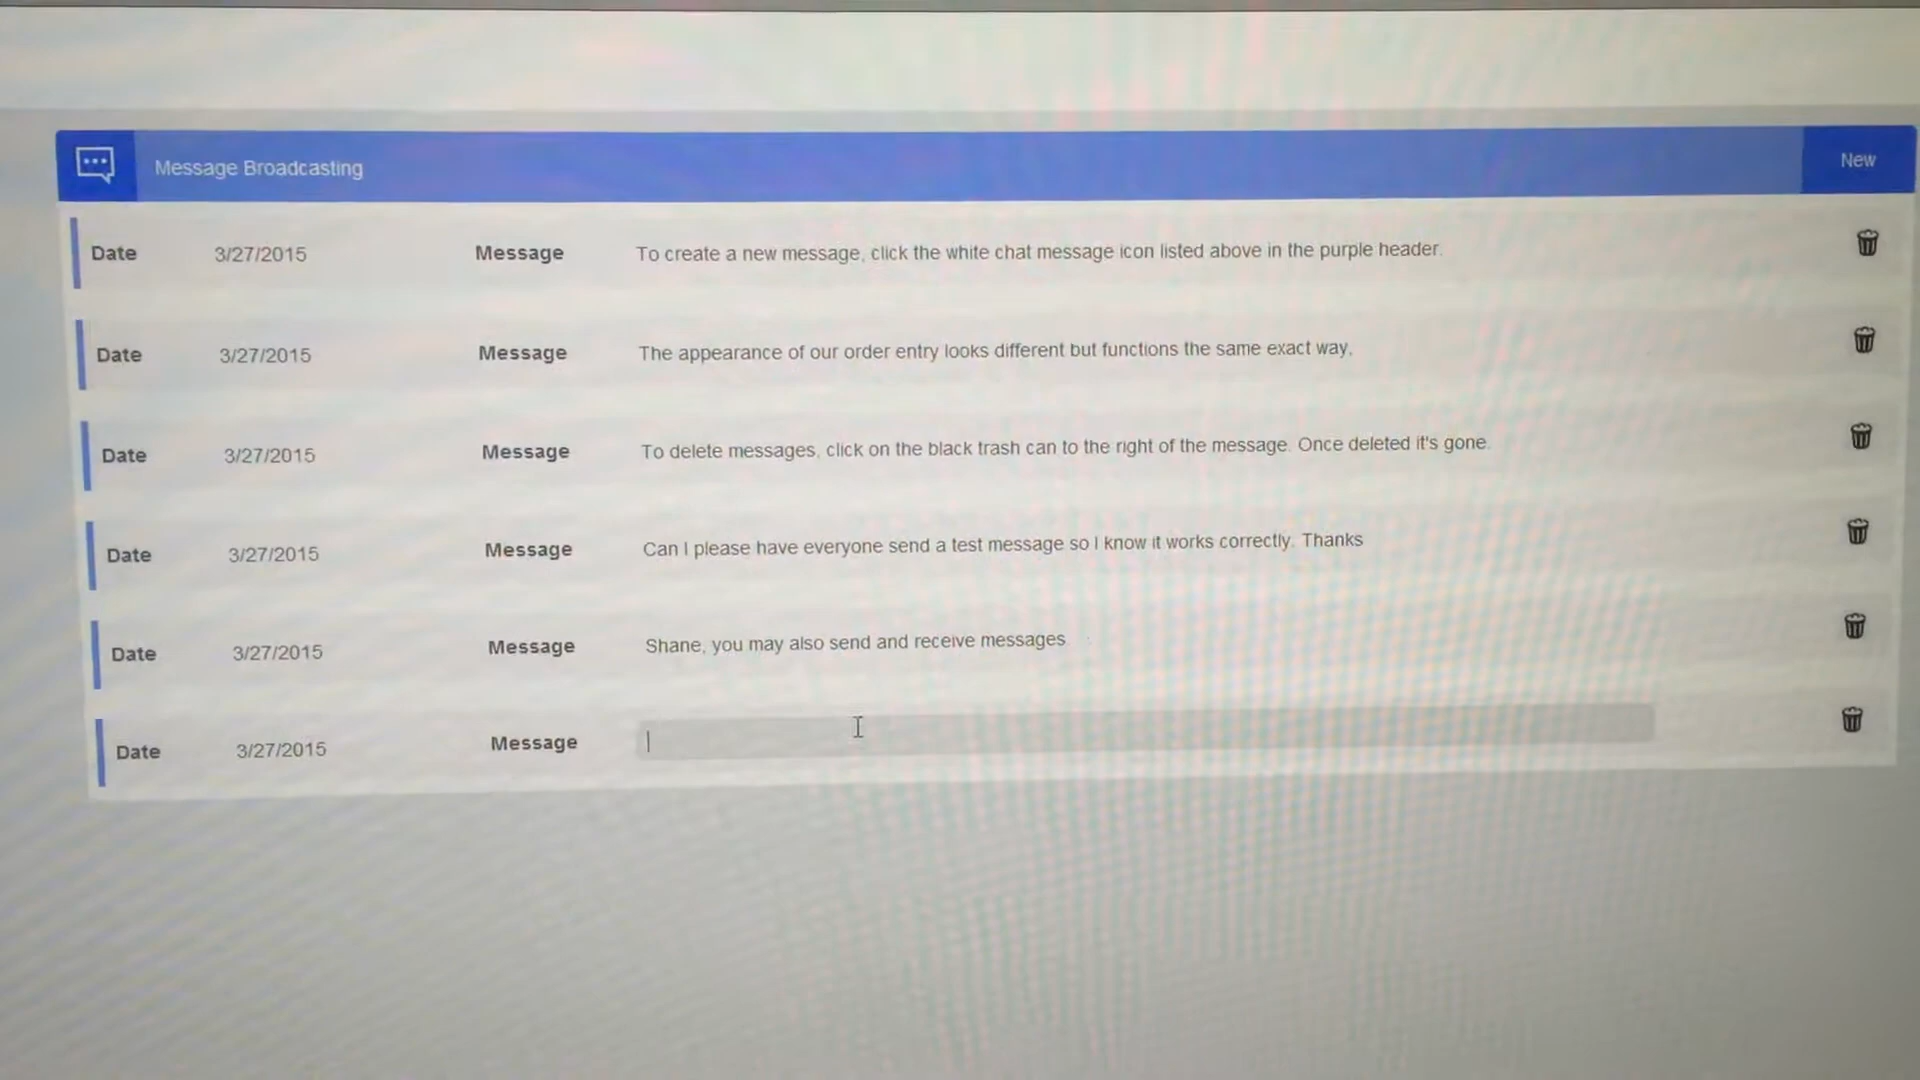 Message Broadcasting New
Date 3/27/2015 Message To create a new message, click the white chat message icon listed above in the purple header.
Date 3/27/2015 Message The appearance of our order entry looks different but functions the same exact way.
Date 3/27/2015 Message To delete messages, click on the black trash can to the right of the message. Once deleted it's gone.
Date 3/27/2015 Message Can I please have everyone send a test message so I know it works correctly. Thanks
Date 3/27/2015 Message Shane, you may also send and receive messages
Date 3/27/2015 Message